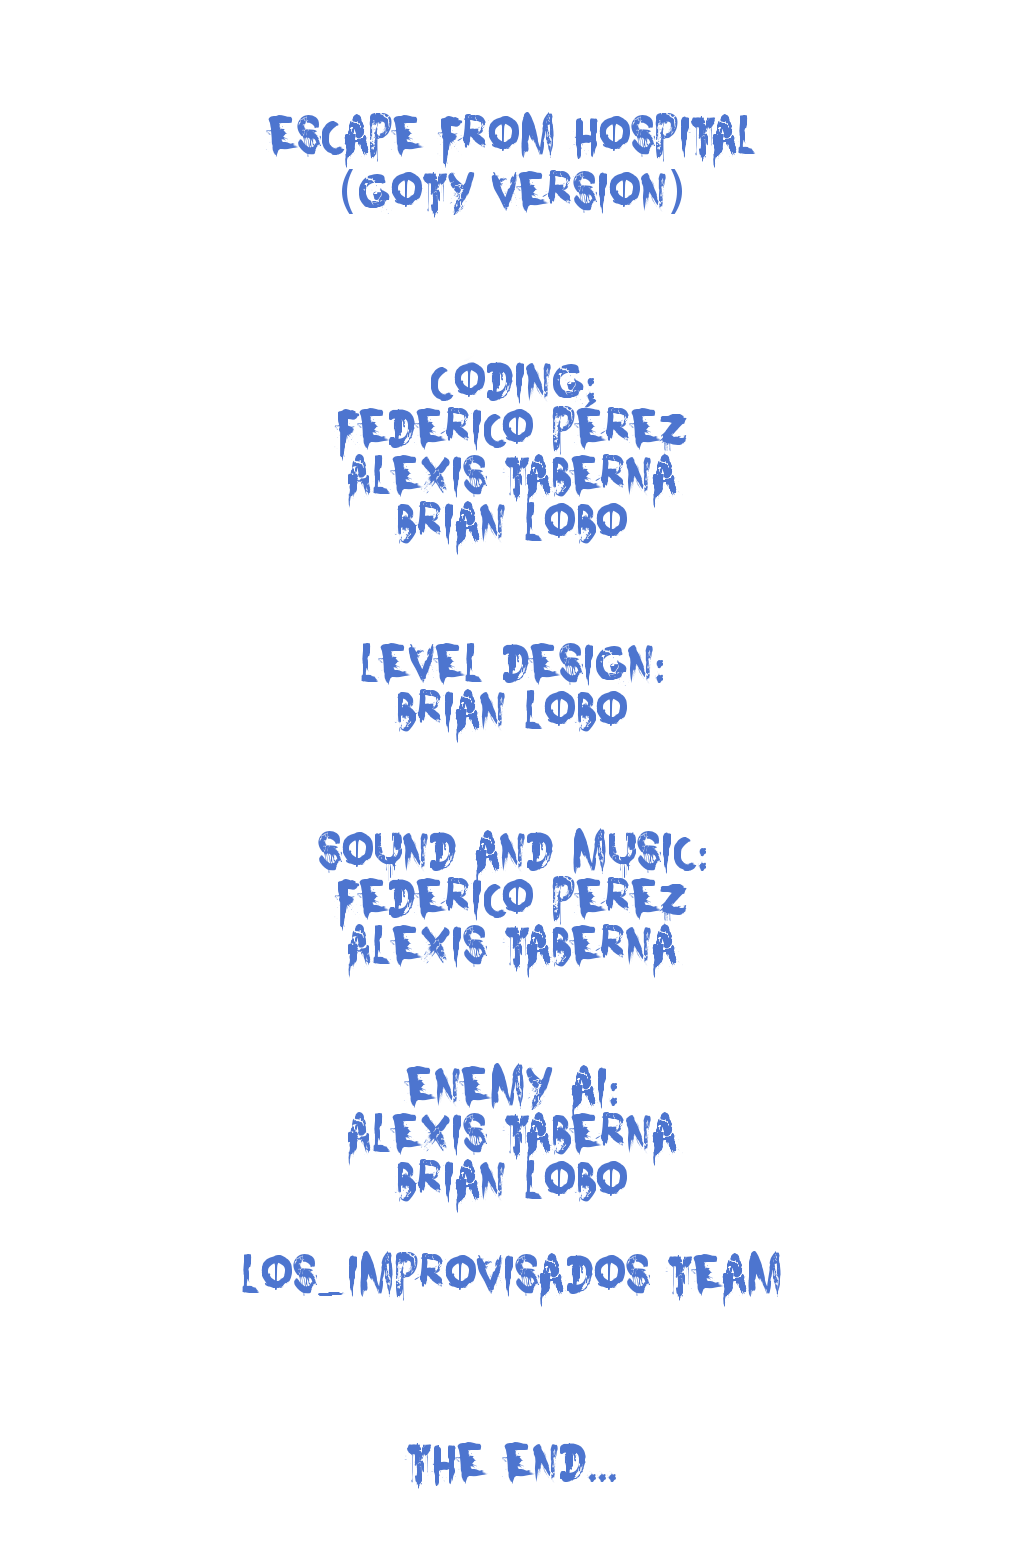 ESCAPE FROM HOSPITAL
(GOTY VERSION)
CODING:
FEDERICO PÉREZ
ALEXIS TABERNA
BRIAN LOBO
LEVEL DESIGN:
BRIAN LOBO
SOUND AND MUSIC:
FEDERICO PEREZ
ALEXIS TABERNA
ENEMY AI:
ALEXIS TABERNA
BRIAN LOBO
LOS_IMPROVISADOS TEAM
THE END...